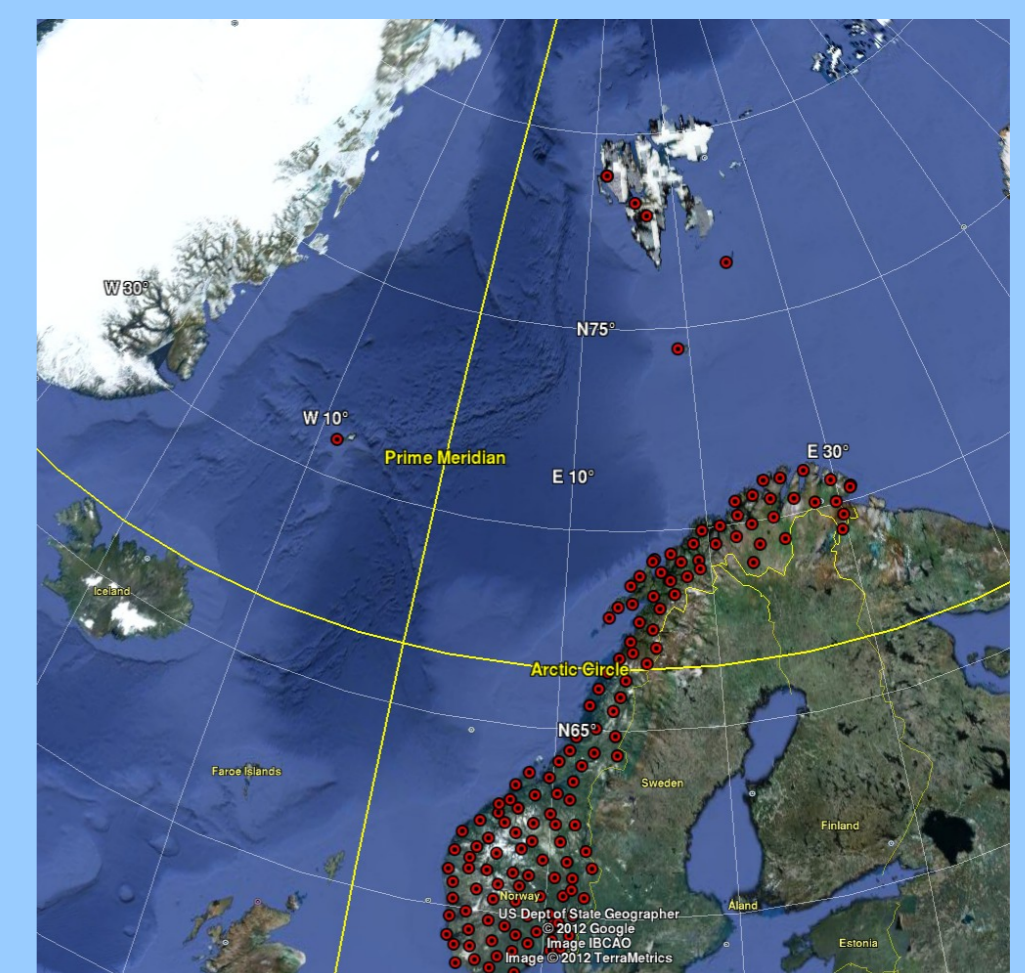 W 30°
N75°
W 10°
Prime Meridian
E 30°
E 10°
Iceland
Arctic Circle
N65°
Faroe Islands
Sweden
Finland
Norway
Aland
US Dept of State Geographer
© 2012 Google
Image IBCAO
Image © 2012 TerraMetrics
Estonia